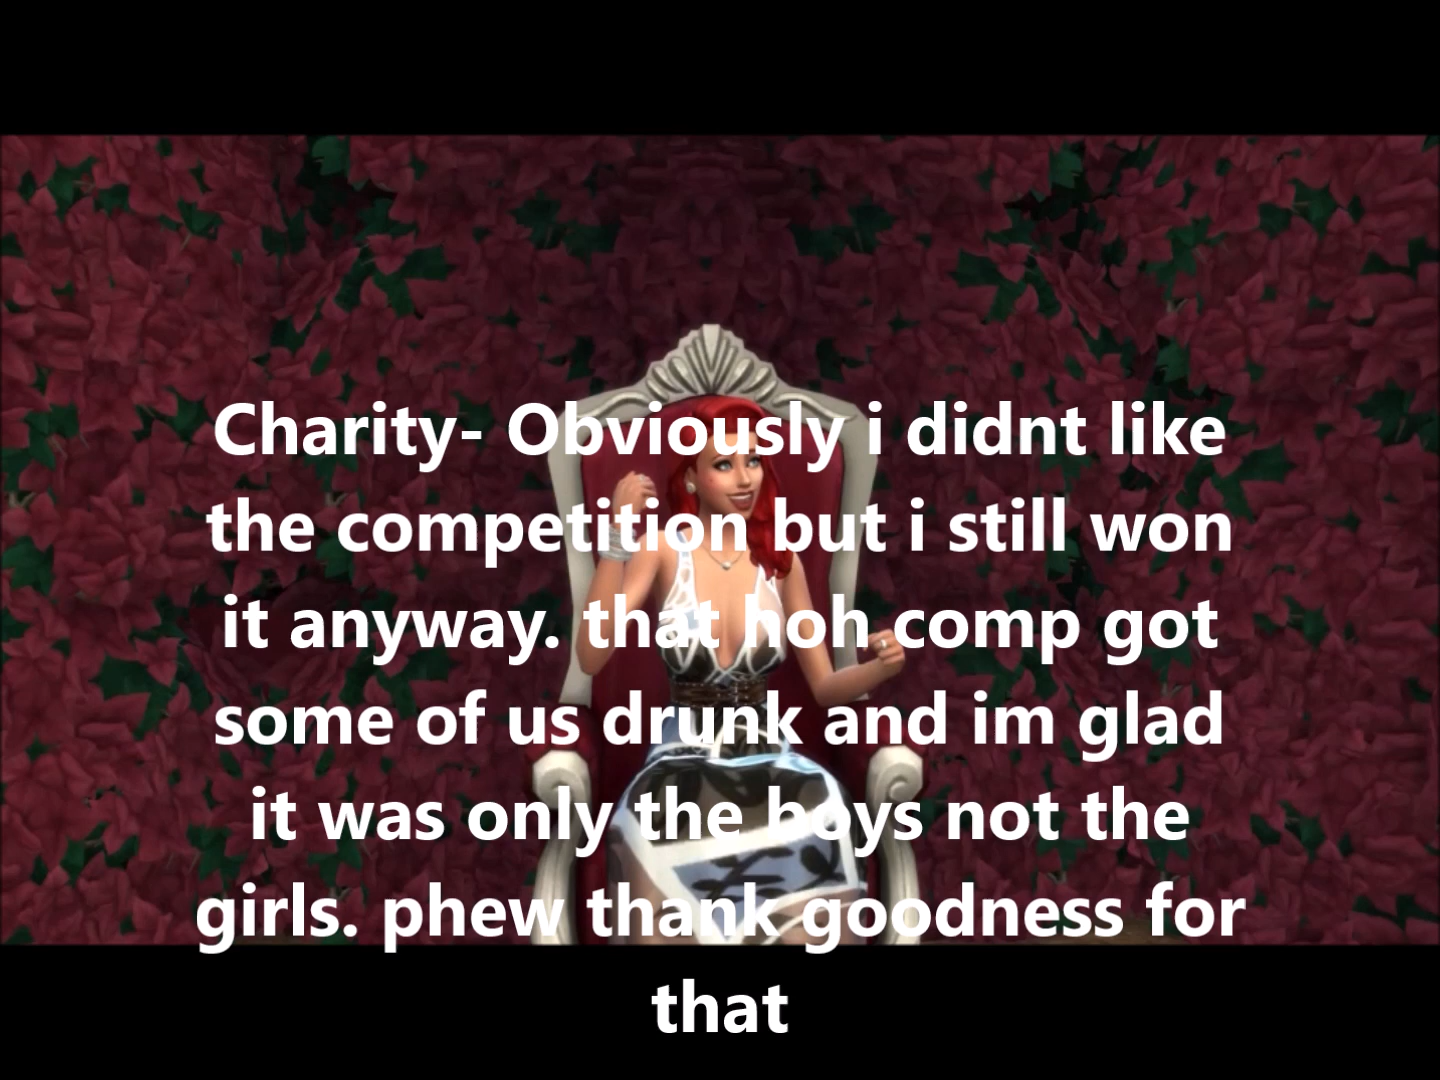 Charity- Obviously i didnt like
the competition but i still won
it anyway. that hoh comp got
some of us drunk and im glad
it was only the boys not the
girls. phew thank goodness for
that